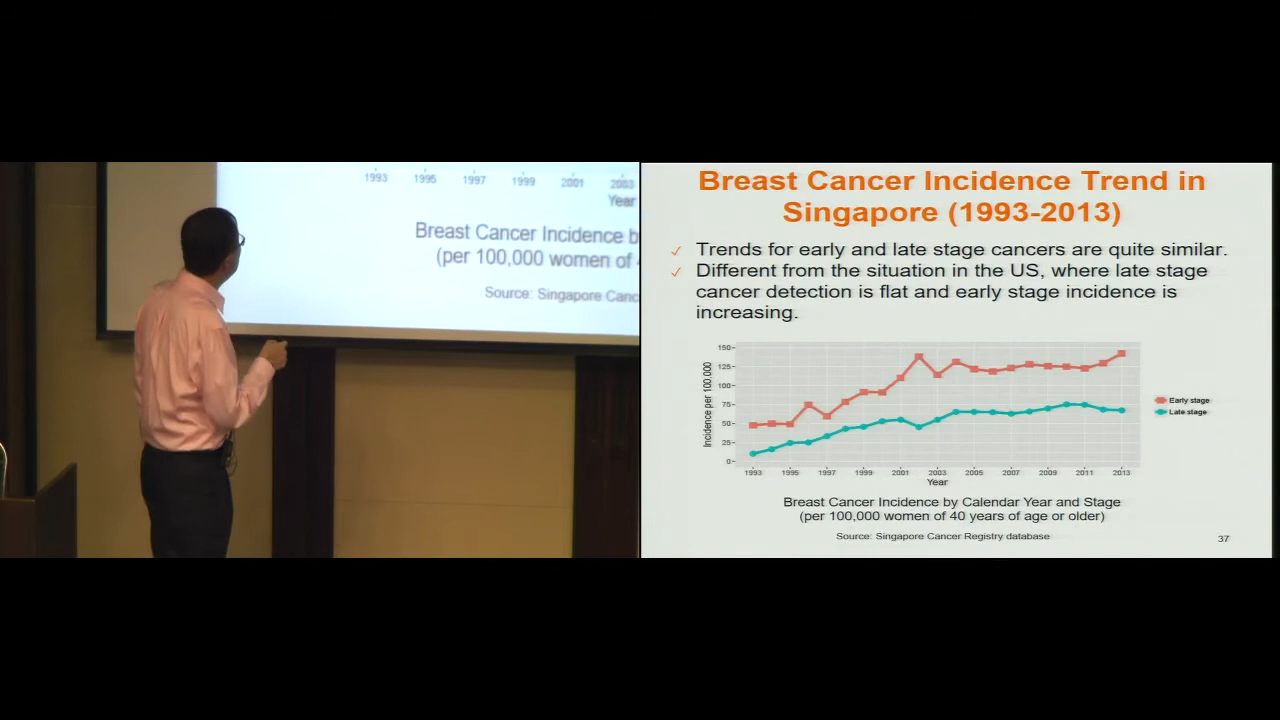 1993 1995 1997 1999 2001 2003
Year
Breast Cancer Incidence b
(per 100,000 women of 4
Source: Singapore Canc
Breast Cancer Incidence Trend in
Singapore (1993-2013)
✓ Trends for early and late stage cancers are quite similar.
✓ Different from the situation in the US, where late stage
cancer detection is flat and early stage incidence is
increasing.
150
125
100
75
50
25
0
Incidence per 100,000
1993 1995 1997 1999 2001 2003 2005 2007 2009 2011 2013
Year
Early stage
Late stage
Breast Cancer Incidence by Calendar Year and Stage
(per 100,000 women of 40 years of age or older)
Source: Singapore Cancer Registry database
37